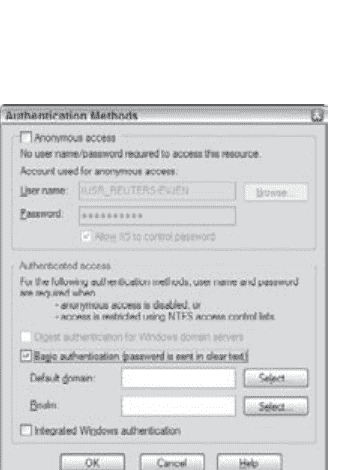 Authentication Methods
Anonymous access
No user name/password required to access this resource.
Account used for anonymous access:
User name: IUSR_REUTERS-EWJEN Browse...
Password: **********
Allow IIS to control password
Authenticated access
For the following authentication methods, user name and password
are required when
- anonymous access is disabled, or
- access is restricted using NTFS access control lists
Digest authentication for Windows domain servers
Basic authentication (password is sent in clear text)
Default domain: Select...
Realm: Select...
Integrated Windows authentication
OK Cancel Help